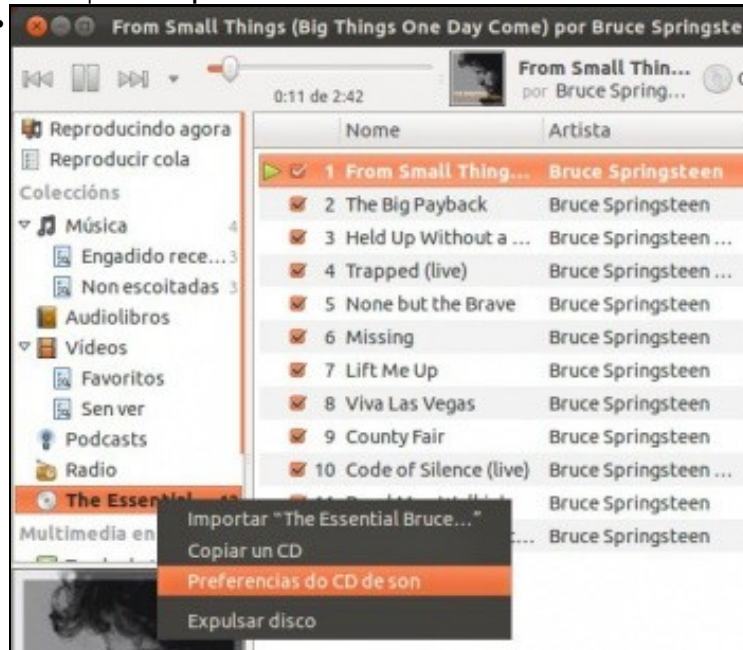 From Small Things (Big Things One Day Come) por Bruce Springste
0:11 de 2:42
From Small Thin...
por Bruce Spring...
Reproducindo agora
Reproducir cola
Coleccións
Música 4
Engadido rece... 3
Non escoitadas 3
Audiolibros
Vídeos
Favoritos
Sen ver
Podcasts
Radio
The Essential
Multimedia en
Nome Artista
1 From Small Thing... Bruce Springsteen
2 The Big Payback Bruce Springsteen
3 Held Up Without a ... Bruce Springsteen ...
4 Trapped (live) Bruce Springsteen ...
5 None but the Brave Bruce Springsteen
6 Missing Bruce Springsteen
7 Lift Me Up Bruce Springsteen
8 Viva Las Vegas Bruce Springsteen
9 County Fair Bruce Springsteen
10 Code of Silence (live) Bruce Springsteen ...
Bruce Springsteen
t... Bruce Springsteen
Importar "The Essential Bruce..."
Copiar un CD
Preferencias do CD de son
Expulsar disco